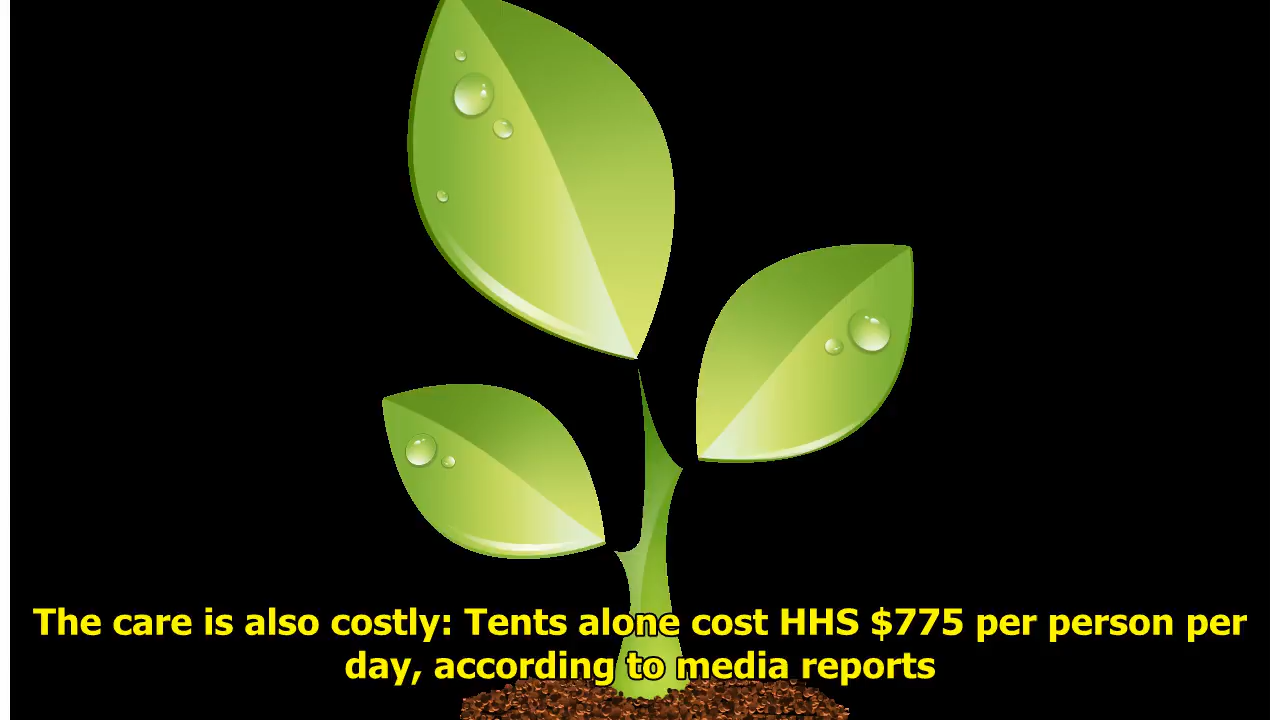 The care is also costly: Tents alone cost HHS $775 per person per
day, according to media reports